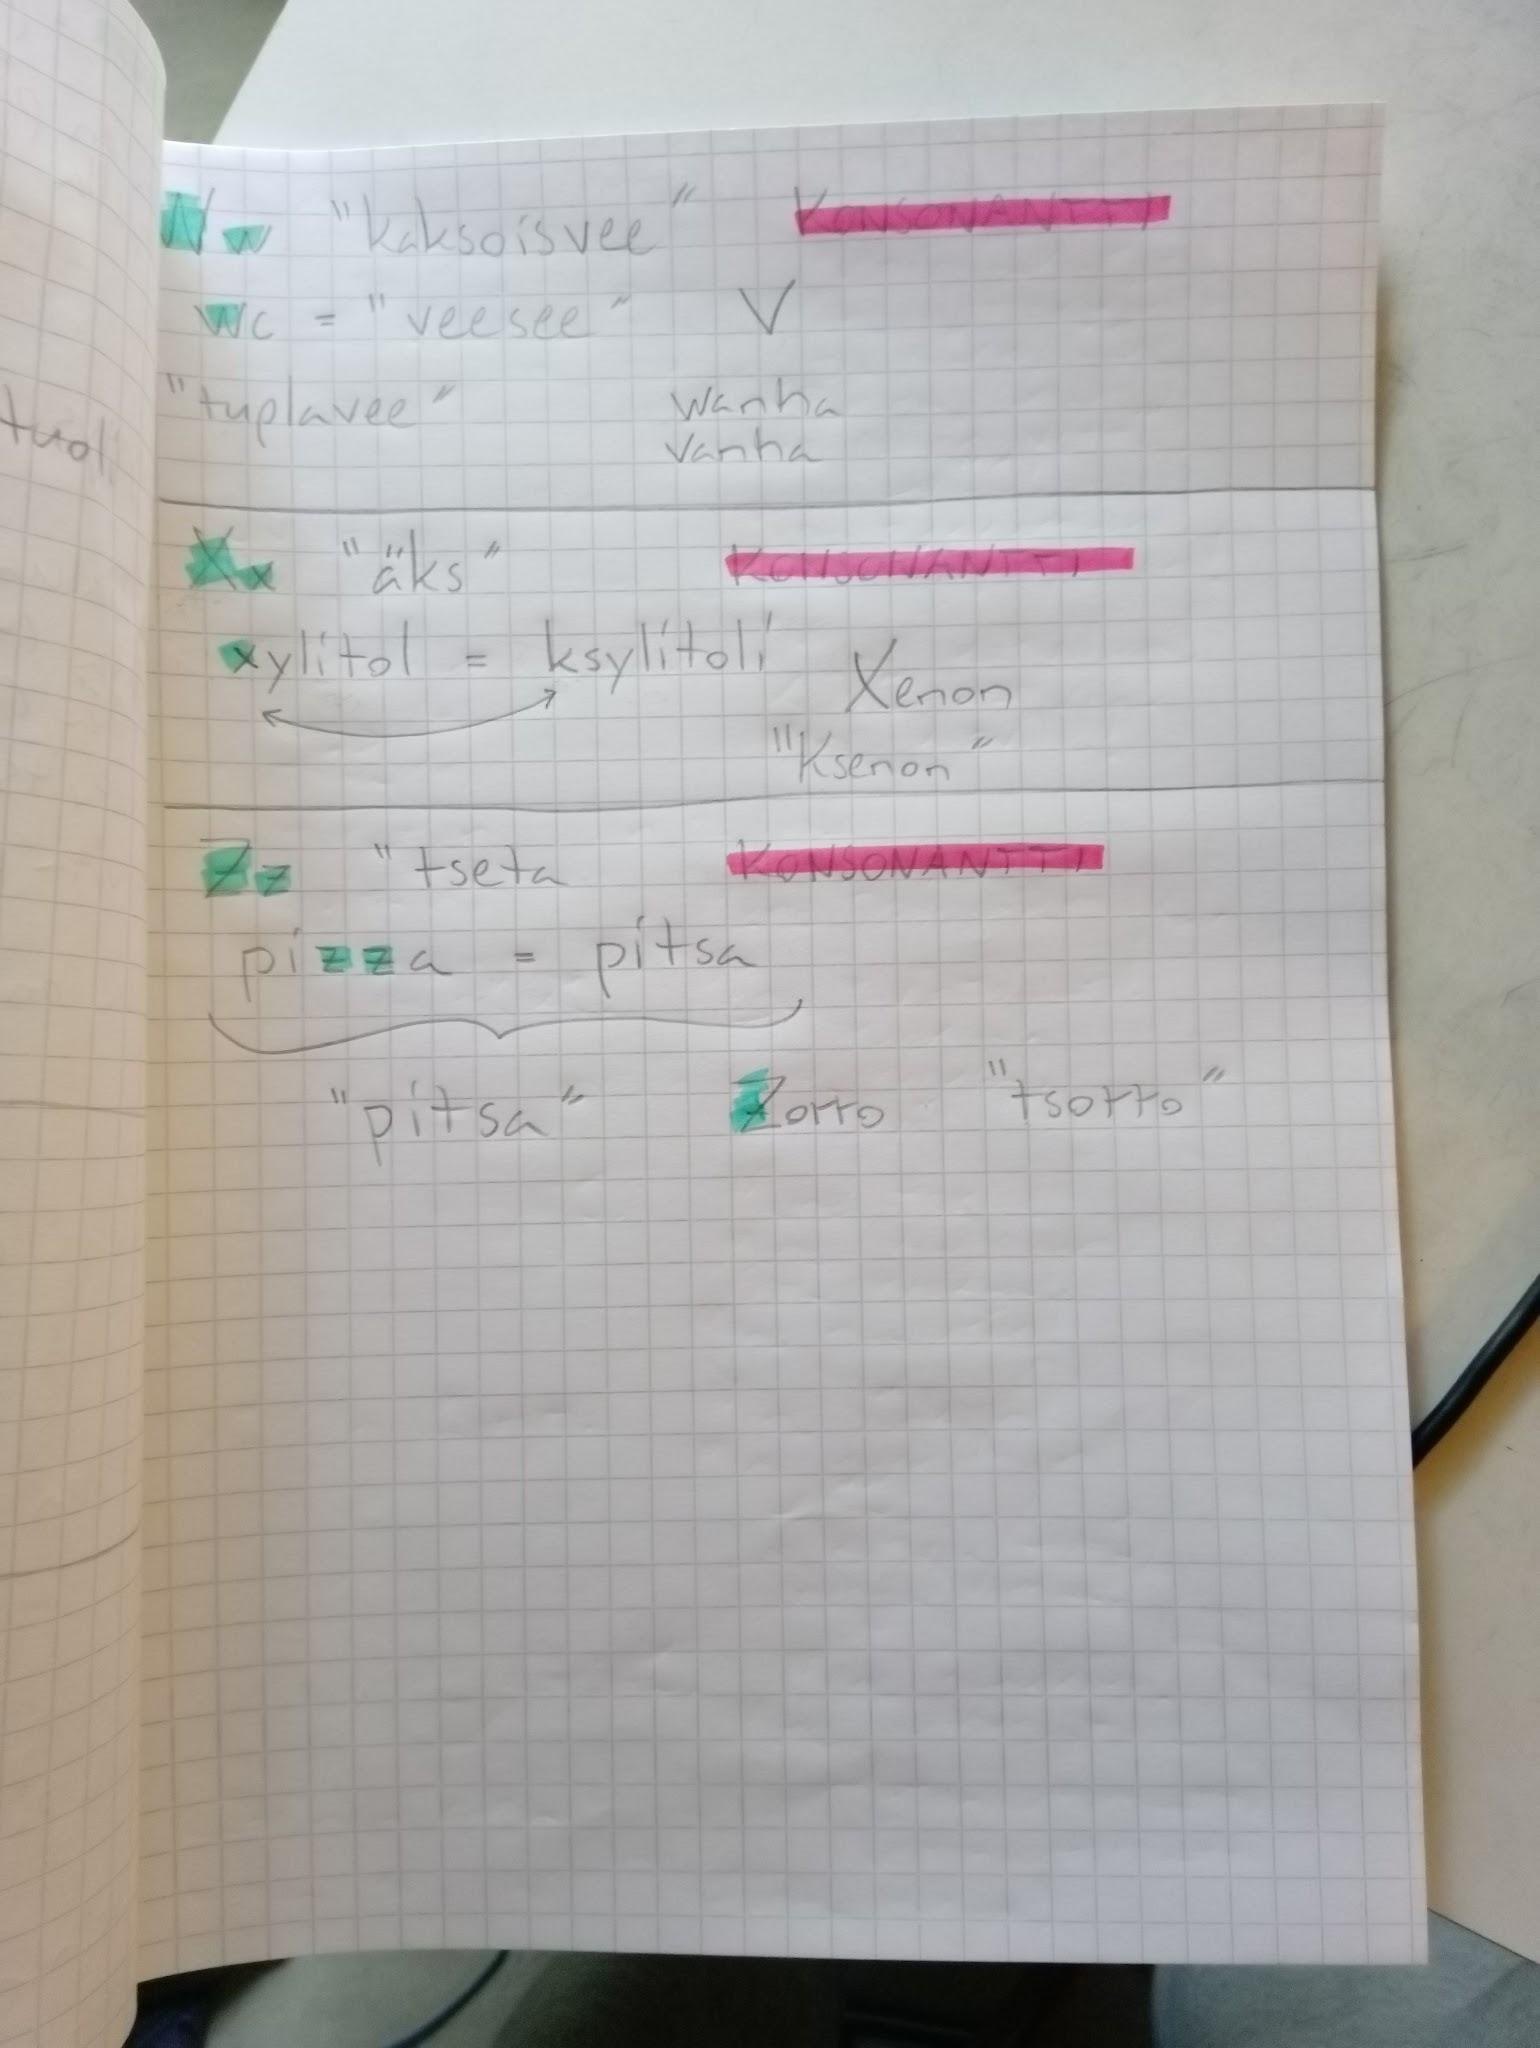 Ww "kaksoisvee" KONSONANTTI
wc = "veesee" V
"tuplavee" wanha
vanha
tuoli
Xx "äks" KONSONANTTI
xylitol = ksylitoli Xenon
"Ksenon"
Zz "tseta KONSONANTTI
pizza = pitsa
"pitsa" Zorro "tsorro"